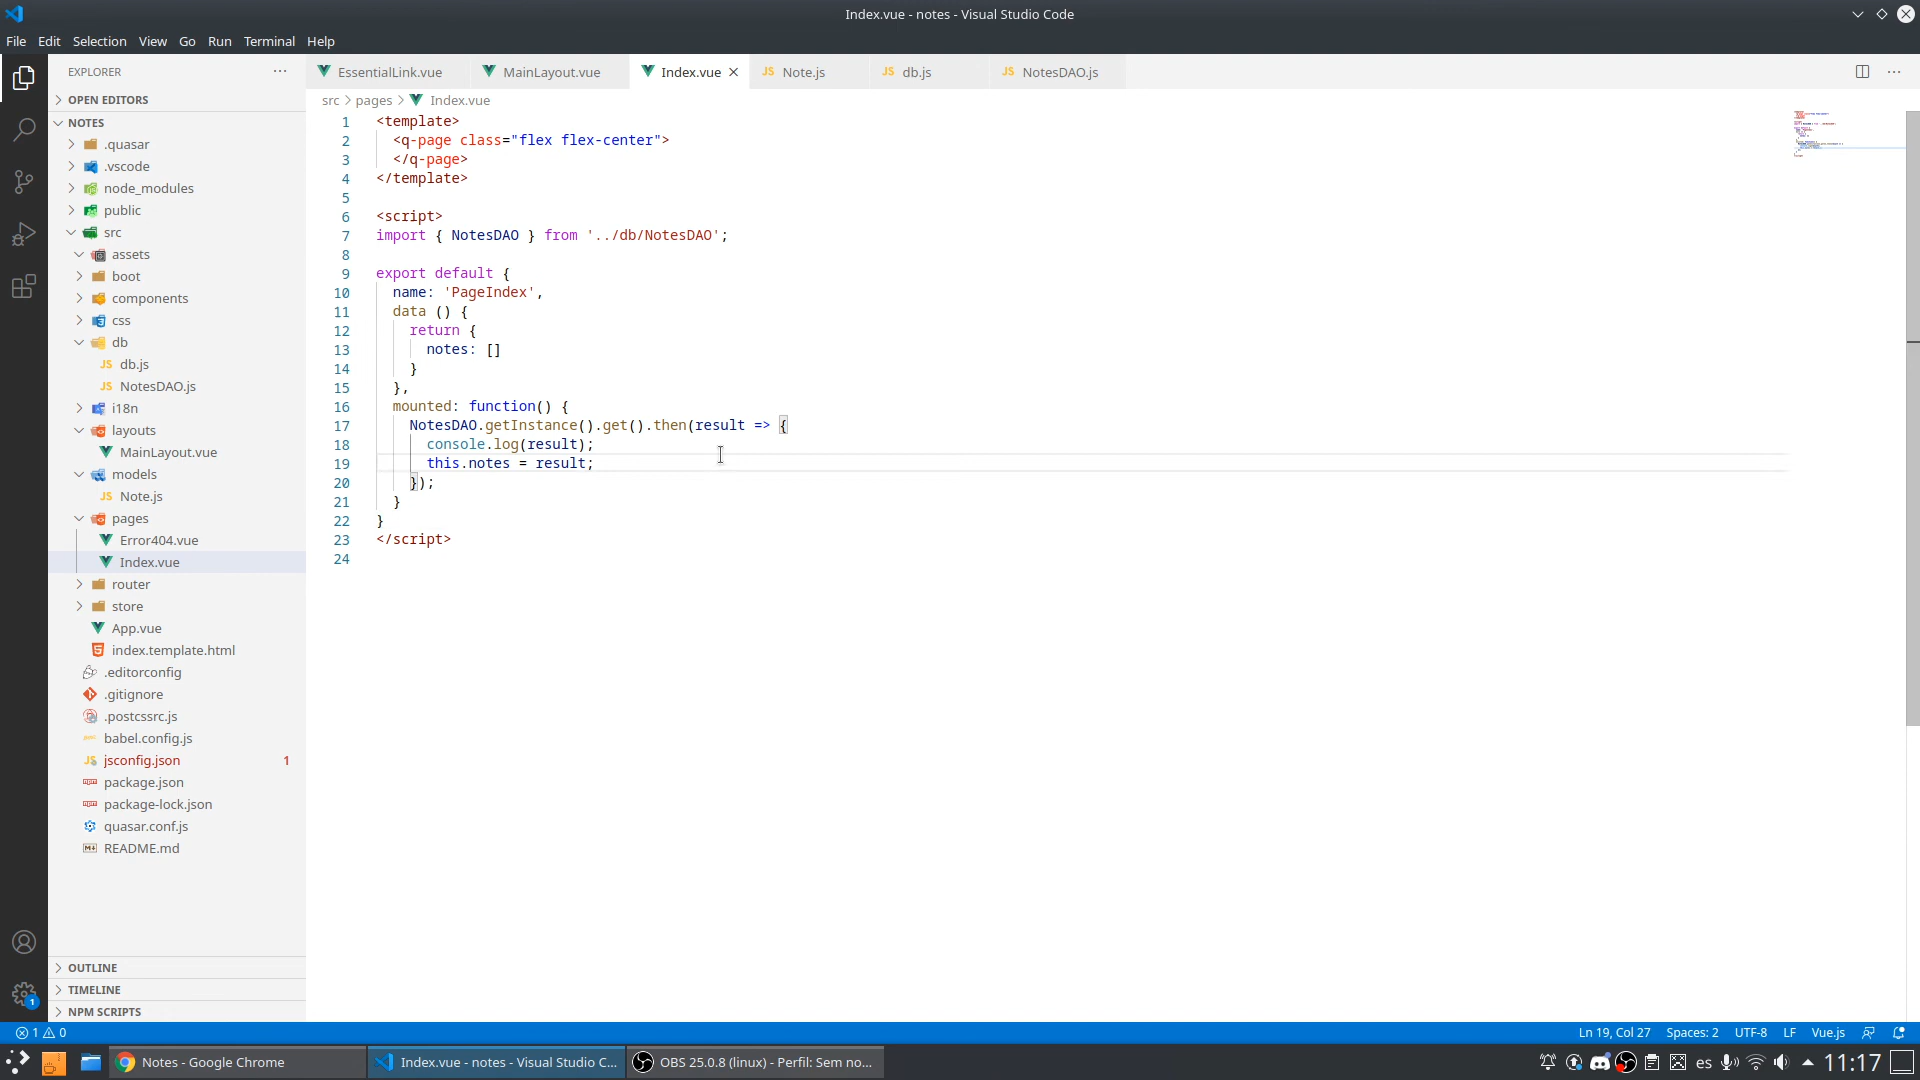 Index.vue - notes - Visual Studio Code
File Edit Selection View Go Run Terminal Help
EXPLORER
OPEN EDITORS
NOTES
.quasar
.vscode
node_modules
public
src
assets
boot
components
css
db
JS db.js
JS NotesDAO.js
i18n
layouts
MainLayout.vue
models
JS Note.js
pages
Error404.vue
Index.vue
router
store
App.vue
index.template.html
.editorconfig
.gitignore
.postcssrc.js
babel.config.js
jsconfig.json 1
package.json
package-lock.json
quasar.conf.js
README.md
OUTLINE
TIMELINE
NPM SCRIPTS
EssentialLink.vue MainLayout.vue Index.vue JS Note.js JS db.js JS NotesDAO.js
src > pages > Index.vue
1 <template>
2 <q-page class="flex flex-center">
3 </q-page>
4 </template>
5
6 <script>
7 import { NotesDAO } from '../db/NotesDAO';
8
9 export default {
10 name: 'PageIndex',
11 data () {
12 return {
13 notes: []
14 }
15 },
16 mounted: function() {
17 NotesDAO.getInstance().get().then(result => {
18 console.log(result);
19 this.notes = result;
20 });
21 }
22 }
23 </script>
24
1 0
Ln 19, Col 27 Spaces: 2 UTF-8 LF Vue.js
Notes - Google Chrome
Index.vue - notes - Visual Studio C...
OBS 25.0.8 (linux) - Perfil: Sem no...
es 11:17